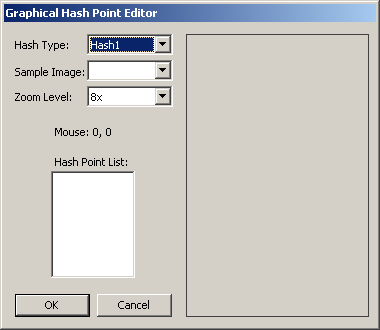 Graphical Hash Point Editor
Hash Type: Hash1
Sample Image:
Zoom Level: 8x
Mouse: 0, 0
Hash Point List:
OK Cancel